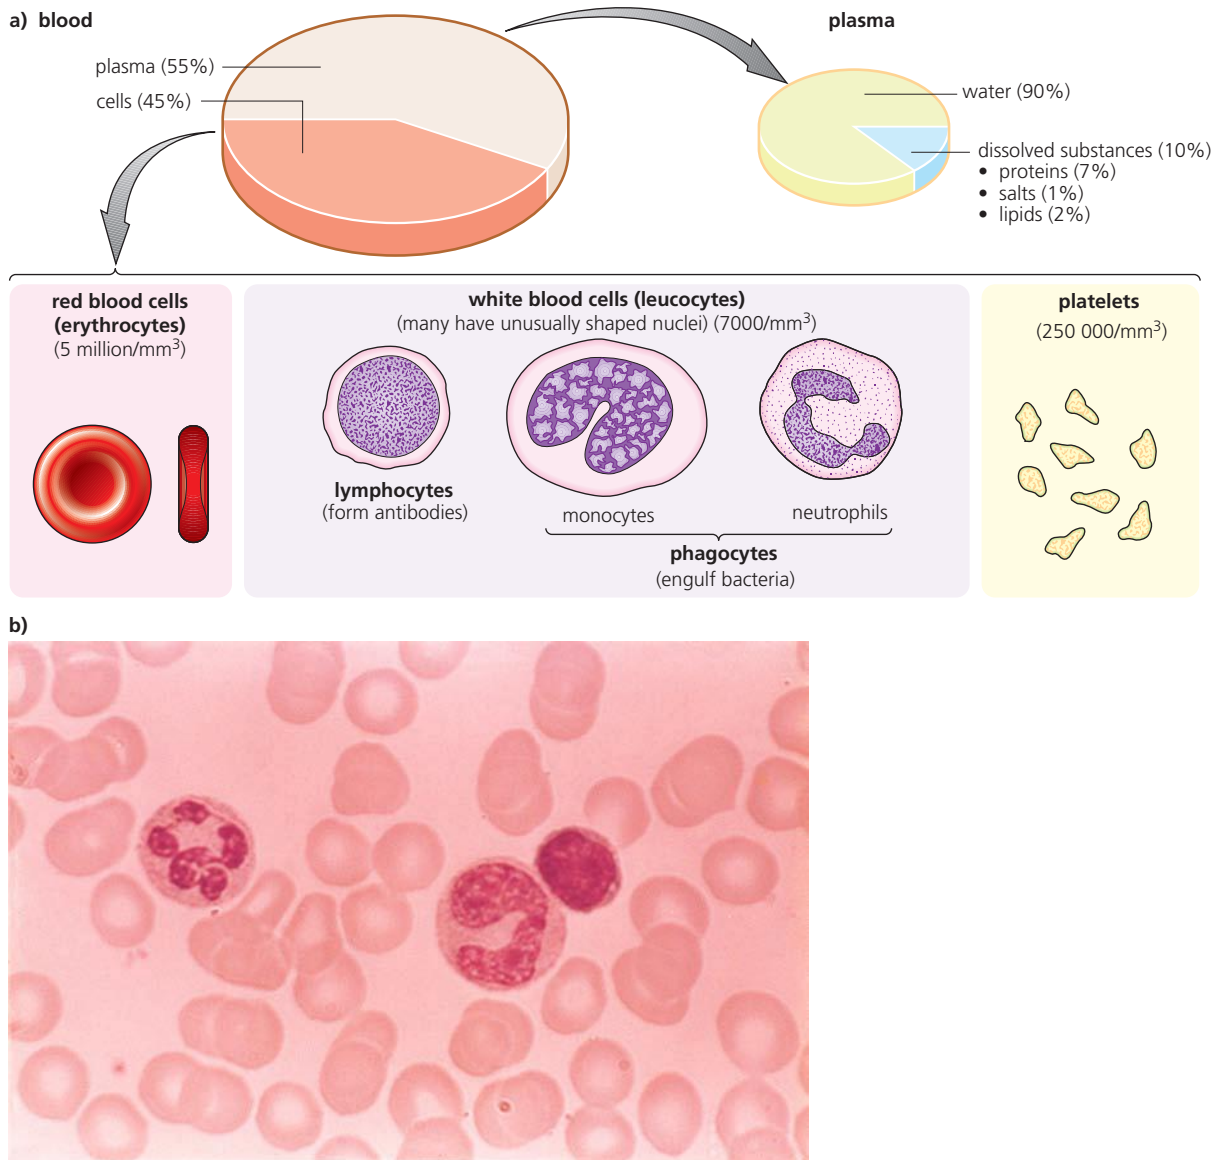 a) blood
plasma
plasma (55%)
cells (45%)
water (90%)
dissolved substances (10%)
• proteins (7%)
• salts (1%)
• lipids (2%)
red blood cells
(erythrocytes)
(5 million/mm³)
white blood cells (leucocytes)
(many have unusually shaped nuclei) (7000/mm³)
platelets
(250 000/mm³)
lymphocytes
(form antibodies)
monocytes
neutrophils
phagocytes
(engulf bacteria)
b)